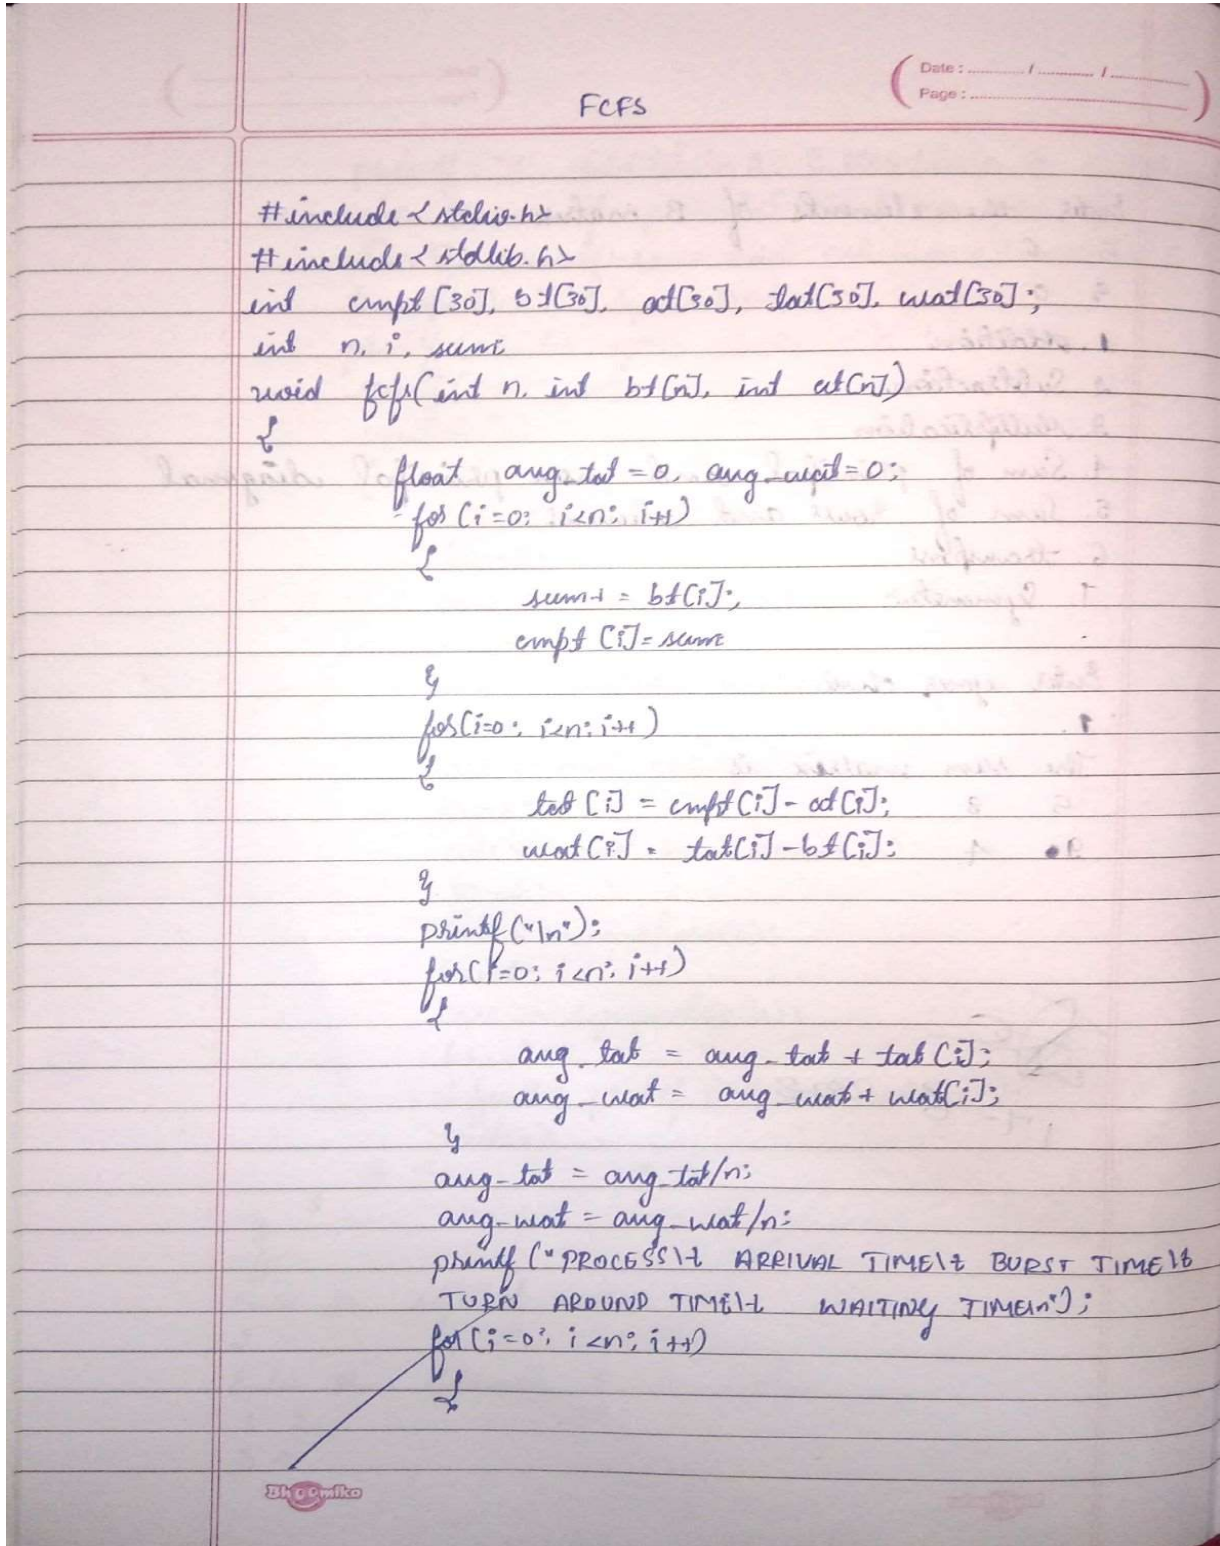 Date : ............ / ............ / ............
Page : ............
FCFS
#include <stdio.h>
#include <stdlib.h>
int cmpt [30], bt[30], at[30], tat[30], wat[30];
int n, i, sum;
void fcfs(int n, int bt[n], int at[n])
{
float avg_tat = 0, avg_wat = 0;
for (i=0; i<n; i++)
{
sum+ = bt[i];
cmpt [i] = sum
}
for(i=0; i<n; i++)
{
tat [i] = cmpt[i] - at[i];
wat[i] = tat[i] - bt[i];
}
printf("\n");
for(i=0; i<n; i++)
{
avg_tat = avg_tat + tat[i];
avg_wat = avg_wat + wat[i];
}
avg_tat = avg_tat/n;
avg_wat = avg_wat/n;
printf ("PROCESS\t ARRIVAL TIME\t BURST TIME\t
TURN AROUND TIME\t WAITING TIME\n");
for(i=0; i<n; i++)
{
Bhoomika